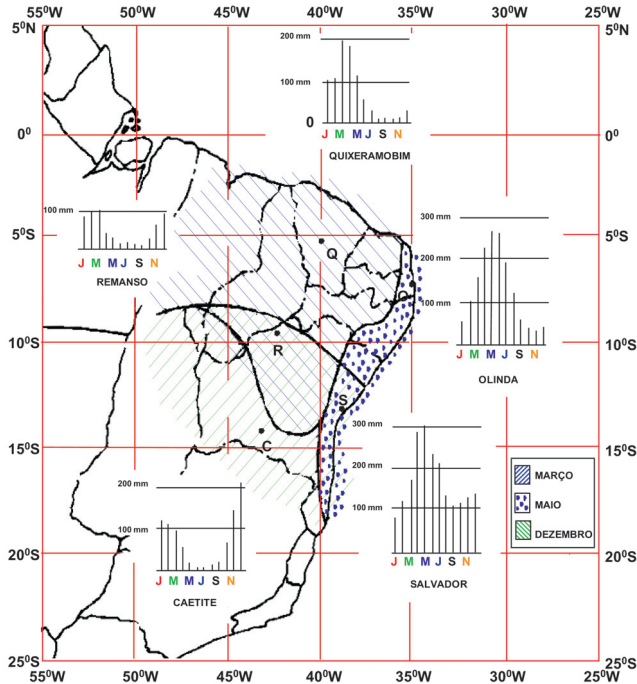 55⁰W 50⁰W 45⁰W 40⁰W 35⁰W 30⁰W 25⁰W
5⁰N 5⁰N
200 mm
100 mm
0
J M M J S N
QUIXERAMOBIM
0⁰ 0⁰
100 mm
J M M J S N
REMANSO
300 mm
200 mm
100 mm
J M M J S N
OLINDA
5⁰S 5⁰S
Q
O
R
10⁰S 10⁰S
S
C
15⁰S 15⁰S
300 mm
200 mm
100 mm
J M M J S N
SALVADOR
200 mm
100 mm
J M M J S N
CAETITE
MARÇO
MAIO
DEZEMBRO
20⁰S 20⁰S
25⁰S 25⁰S
55⁰W 50⁰W 45⁰W 40⁰W 35⁰W 30⁰W 25⁰W